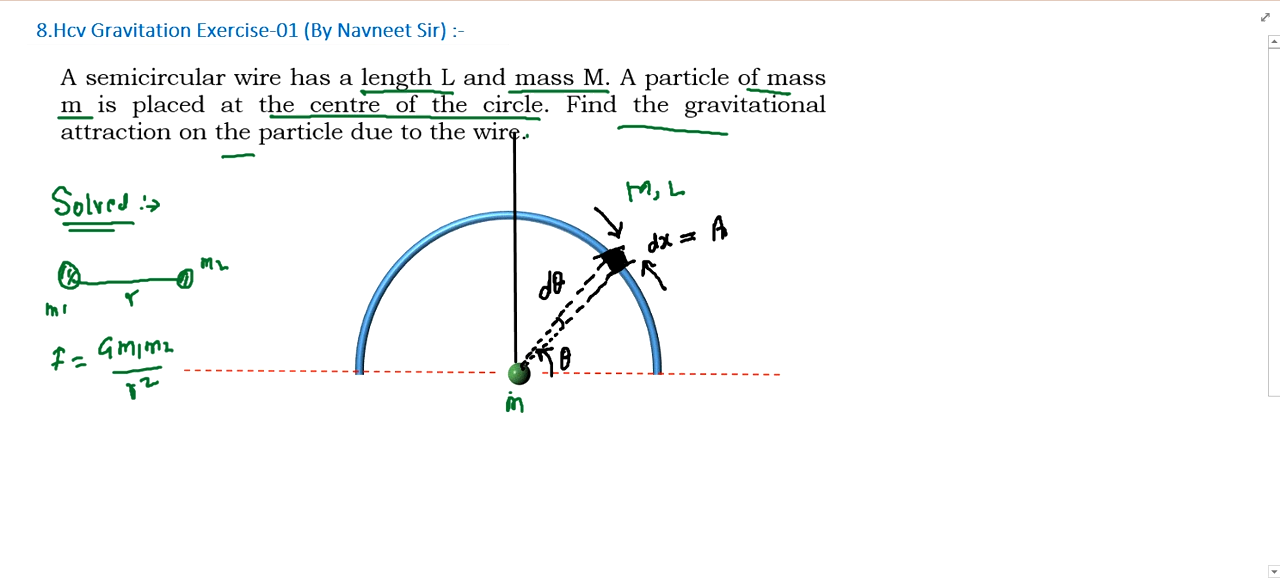 8.Hcv Gravitation Exercise-01 (By Navneet Sir) :-
A semicircular wire has a length L and mass M. A particle of mass
m is placed at the centre of the circle. Find the gravitational
attraction on the particle due to the wire.
Solved :→
M, L
dx = A
m2
dθ
m1
r
F = Gm1m2
r2
θ
m